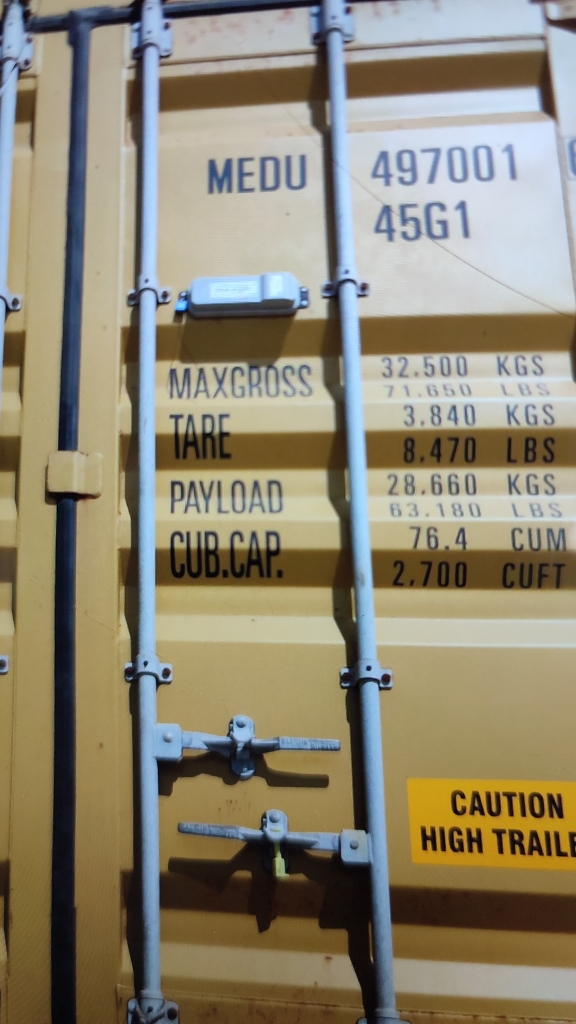 MEDU 497001
45G1
MAXGROSS 32.500 KGS
71.650 LBS
TARE 3.840 KGS
8.470 LBS
PAYLOAD 28.660 KGS
63.180 LBS
CUB.CAP. 76.4 CUM
2.700 CUFT
CAUTION
HIGH TRAILE